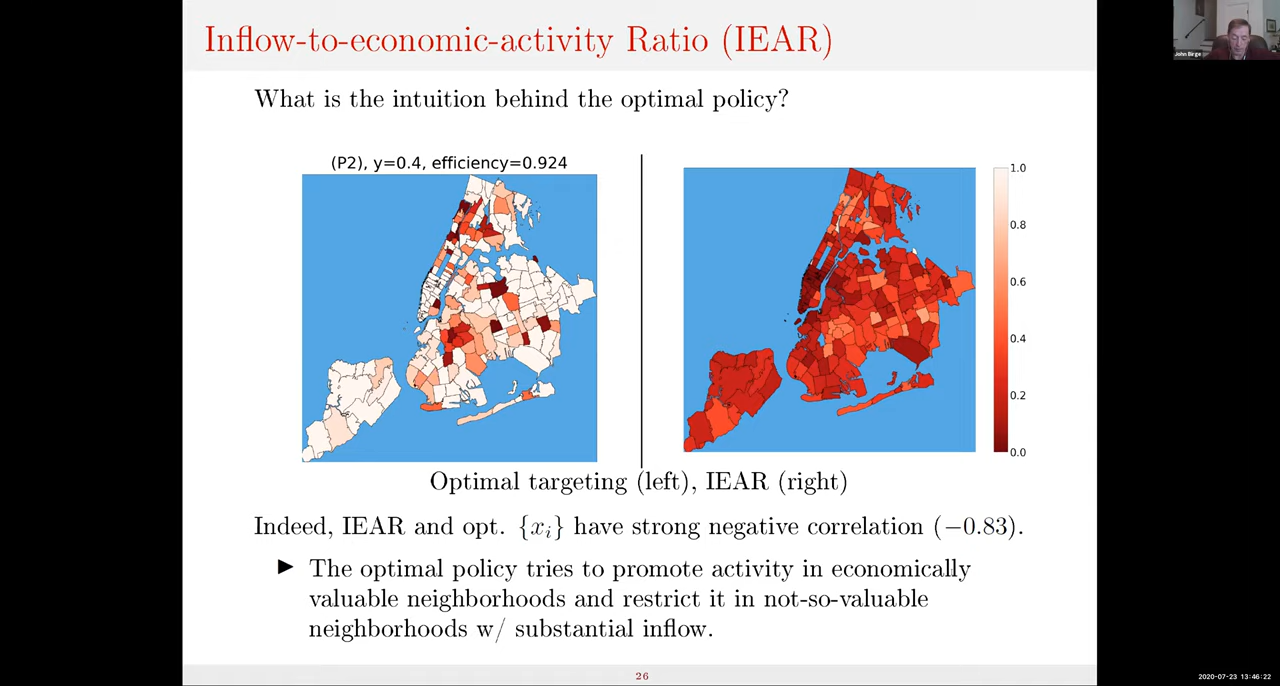 Inflow-to-economic-activity Ratio (IEAR)
John Birge
What is the intuition behind the optimal policy?
(P2), y=0.4, efficiency=0.924
1.0
0.8
0.6
0.4
0.2
0.0
Optimal targeting (left), IEAR (right)
Indeed, IEAR and opt. {xᵢ} have strong negative correlation (−0.83).
▶ The optimal policy tries to promote activity in economically
valuable neighborhoods and restrict it in not-so-valuable
neighborhoods w/ substantial inflow.
26
2020-07-23 13:46:22